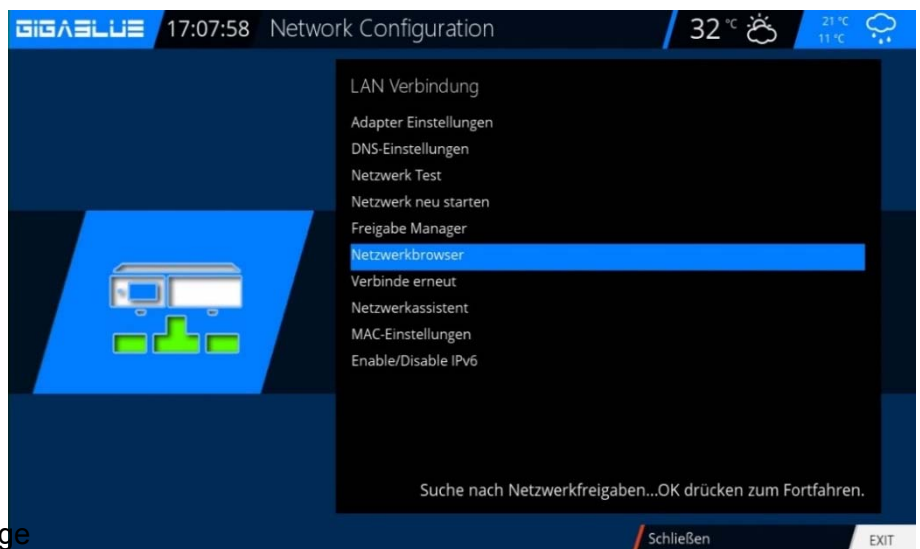 GIGABLUE 17:07:58 Network Configuration 32 °C 21 °C
11 °C
LAN Verbindung
Adapter Einstellungen
DNS-Einstellungen
Netzwerk Test
Netzwerk neu starten
Freigabe Manager
Netzwerkbrowser
Verbinde erneut
Netzwerkassistent
MAC-Einstellungen
Enable/Disable IPv6
Suche nach Netzwerkfreigaben...OK drücken zum Fortfahren.
ge
Schließen EXIT